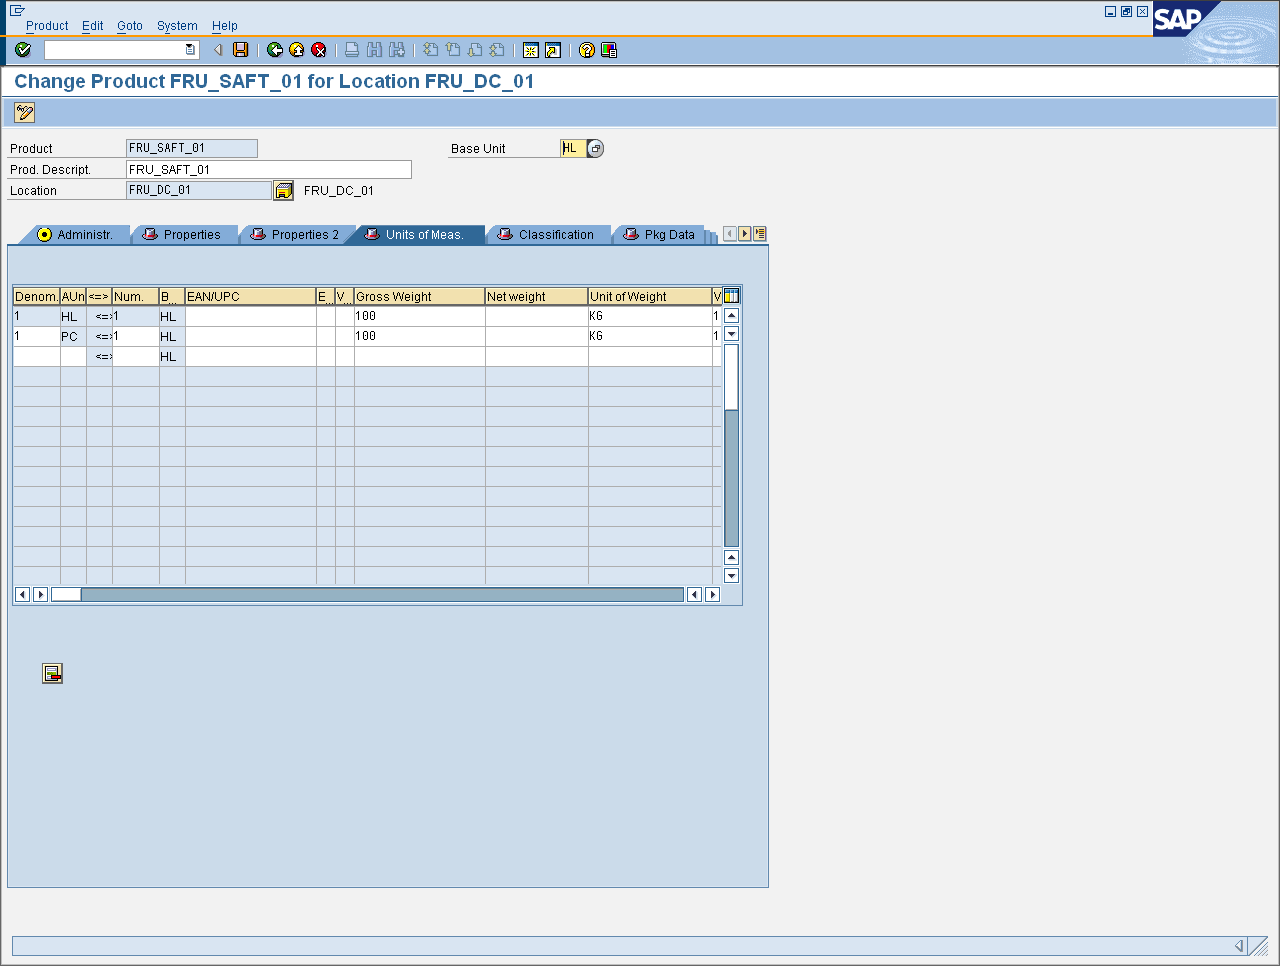 Product Edit Goto System Help
SAP
Change Product FRU_SAFT_01 for Location FRU_DC_01
Product FRU_SAFT_01 Base Unit HL
Prod. Descript. FRU_SAFT_01
Location FRU_DC_01 FRU_DC_01
Administr. Properties Properties 2 Units of Meas. Classification Pkg Data
Denom. AUn <=> Num. B... EAN/UPC E... V... Gross Weight Net weight Unit of Weight V
1 HL <=> 1 HL 100 KG 1
1 PC <=> 1 HL 100 KG 1
<=> HL